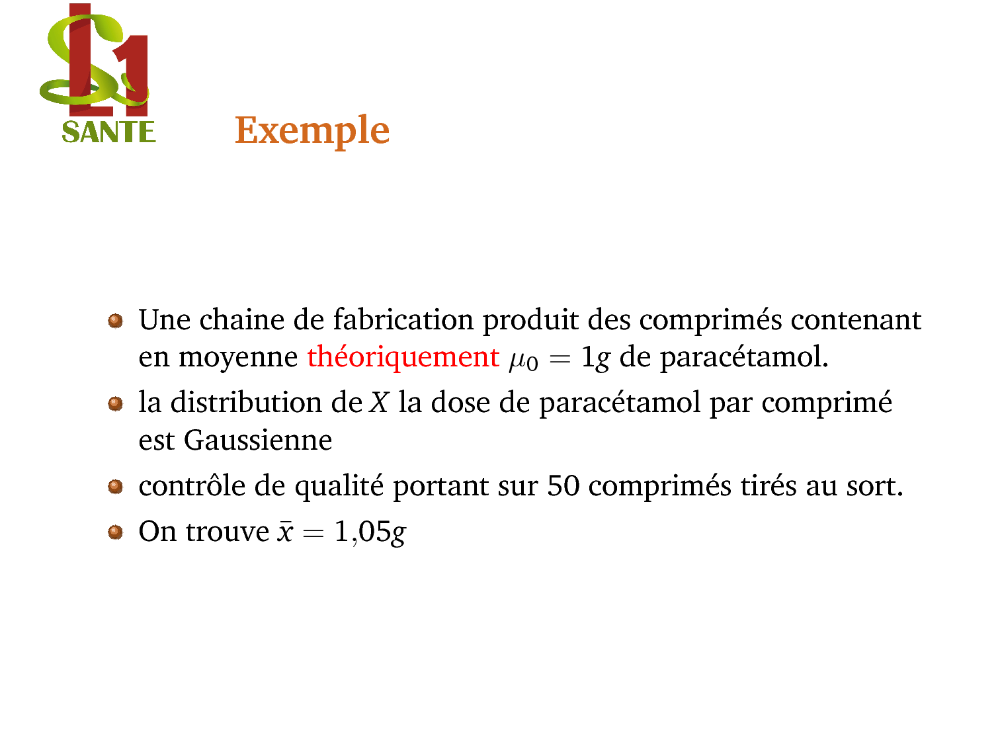 L1
SANTE
Exemple
Une chaine de fabrication produit des comprimés contenant
en moyenne théoriquement μ₀ = 1g de paracétamol.
la distribution de X la dose de paracétamol par comprimé
est Gaussienne
contrôle de qualité portant sur 50 comprimés tirés au sort.
On trouve x̄ = 1,05g